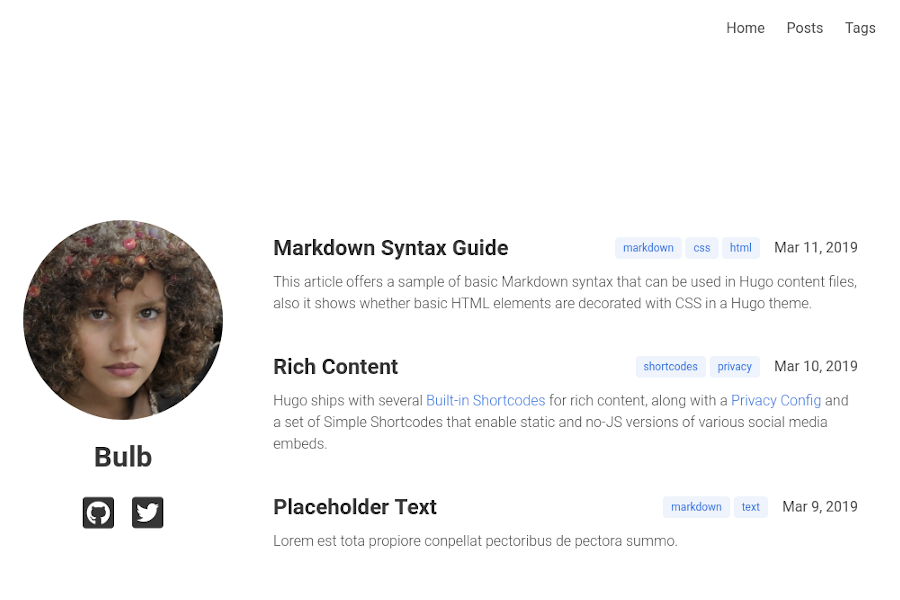 Home Posts Tags
Markdown Syntax Guide markdown css html Mar 11, 2019
This article offers a sample of basic Markdown syntax that can be used in Hugo content files,
also it shows whether basic HTML elements are decorated with CSS in a Hugo theme.
Rich Content shortcodes privacy Mar 10, 2019
Hugo ships with several Built-in Shortcodes for rich content, along with a Privacy Config and
a set of Simple Shortcodes that enable static and no-JS versions of various social media
embeds.
Bulb
Placeholder Text markdown text Mar 9, 2019
Lorem est tota propiore conpellat pectoribus de pectora summo.